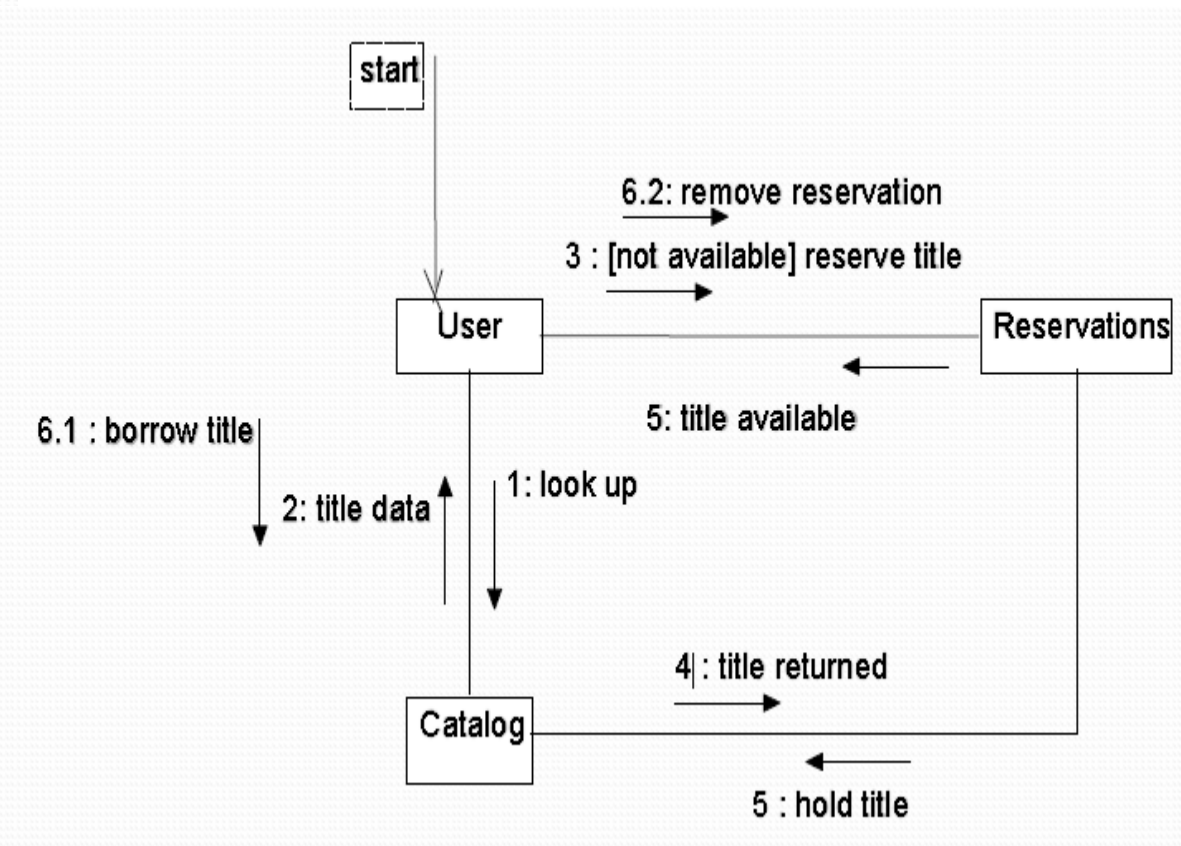 start
6.2: remove reservation
3 : [not available] reserve title
User
Reservations
5: title available
6.1 : borrow title
1: look up
2: title data
4 : title returned
Catalog
5 : hold title